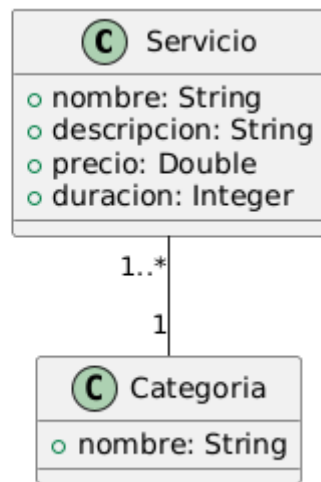 C Servicio
nombre: String
descripcion: String
precio: Double
duracion: Integer
1..*
1
C Categoria
nombre: String